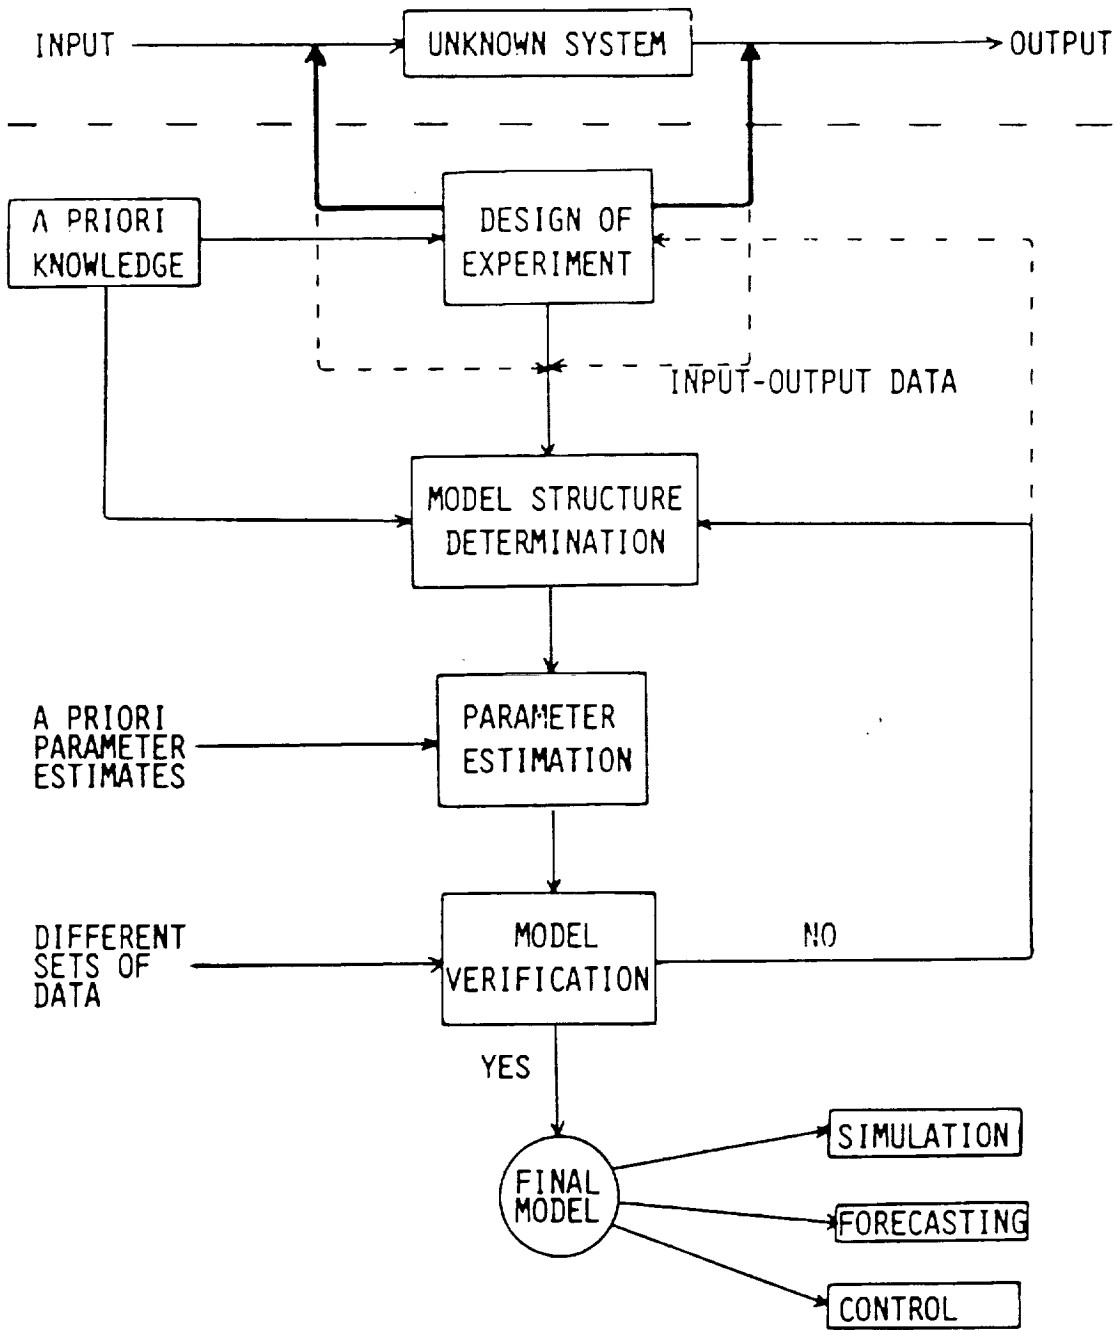 INPUT
UNKNOWN SYSTEM
OUTPUT
A PRIORI
KNOWLEDGE
DESIGN OF
EXPERIMENT
INPUT-OUTPUT DATA
MODEL STRUCTURE
DETERMINATION
A PRIORI
PARAMETER
ESTIMATES
PARAMETER
ESTIMATION
DIFFERENT
SETS OF
DATA
MODEL
VERIFICATION
NO
YES
FINAL
MODEL
SIMULATION
FORECASTING
CONTROL